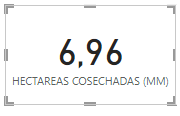 6,96
HECTAREAS COSECHADAS (MM)